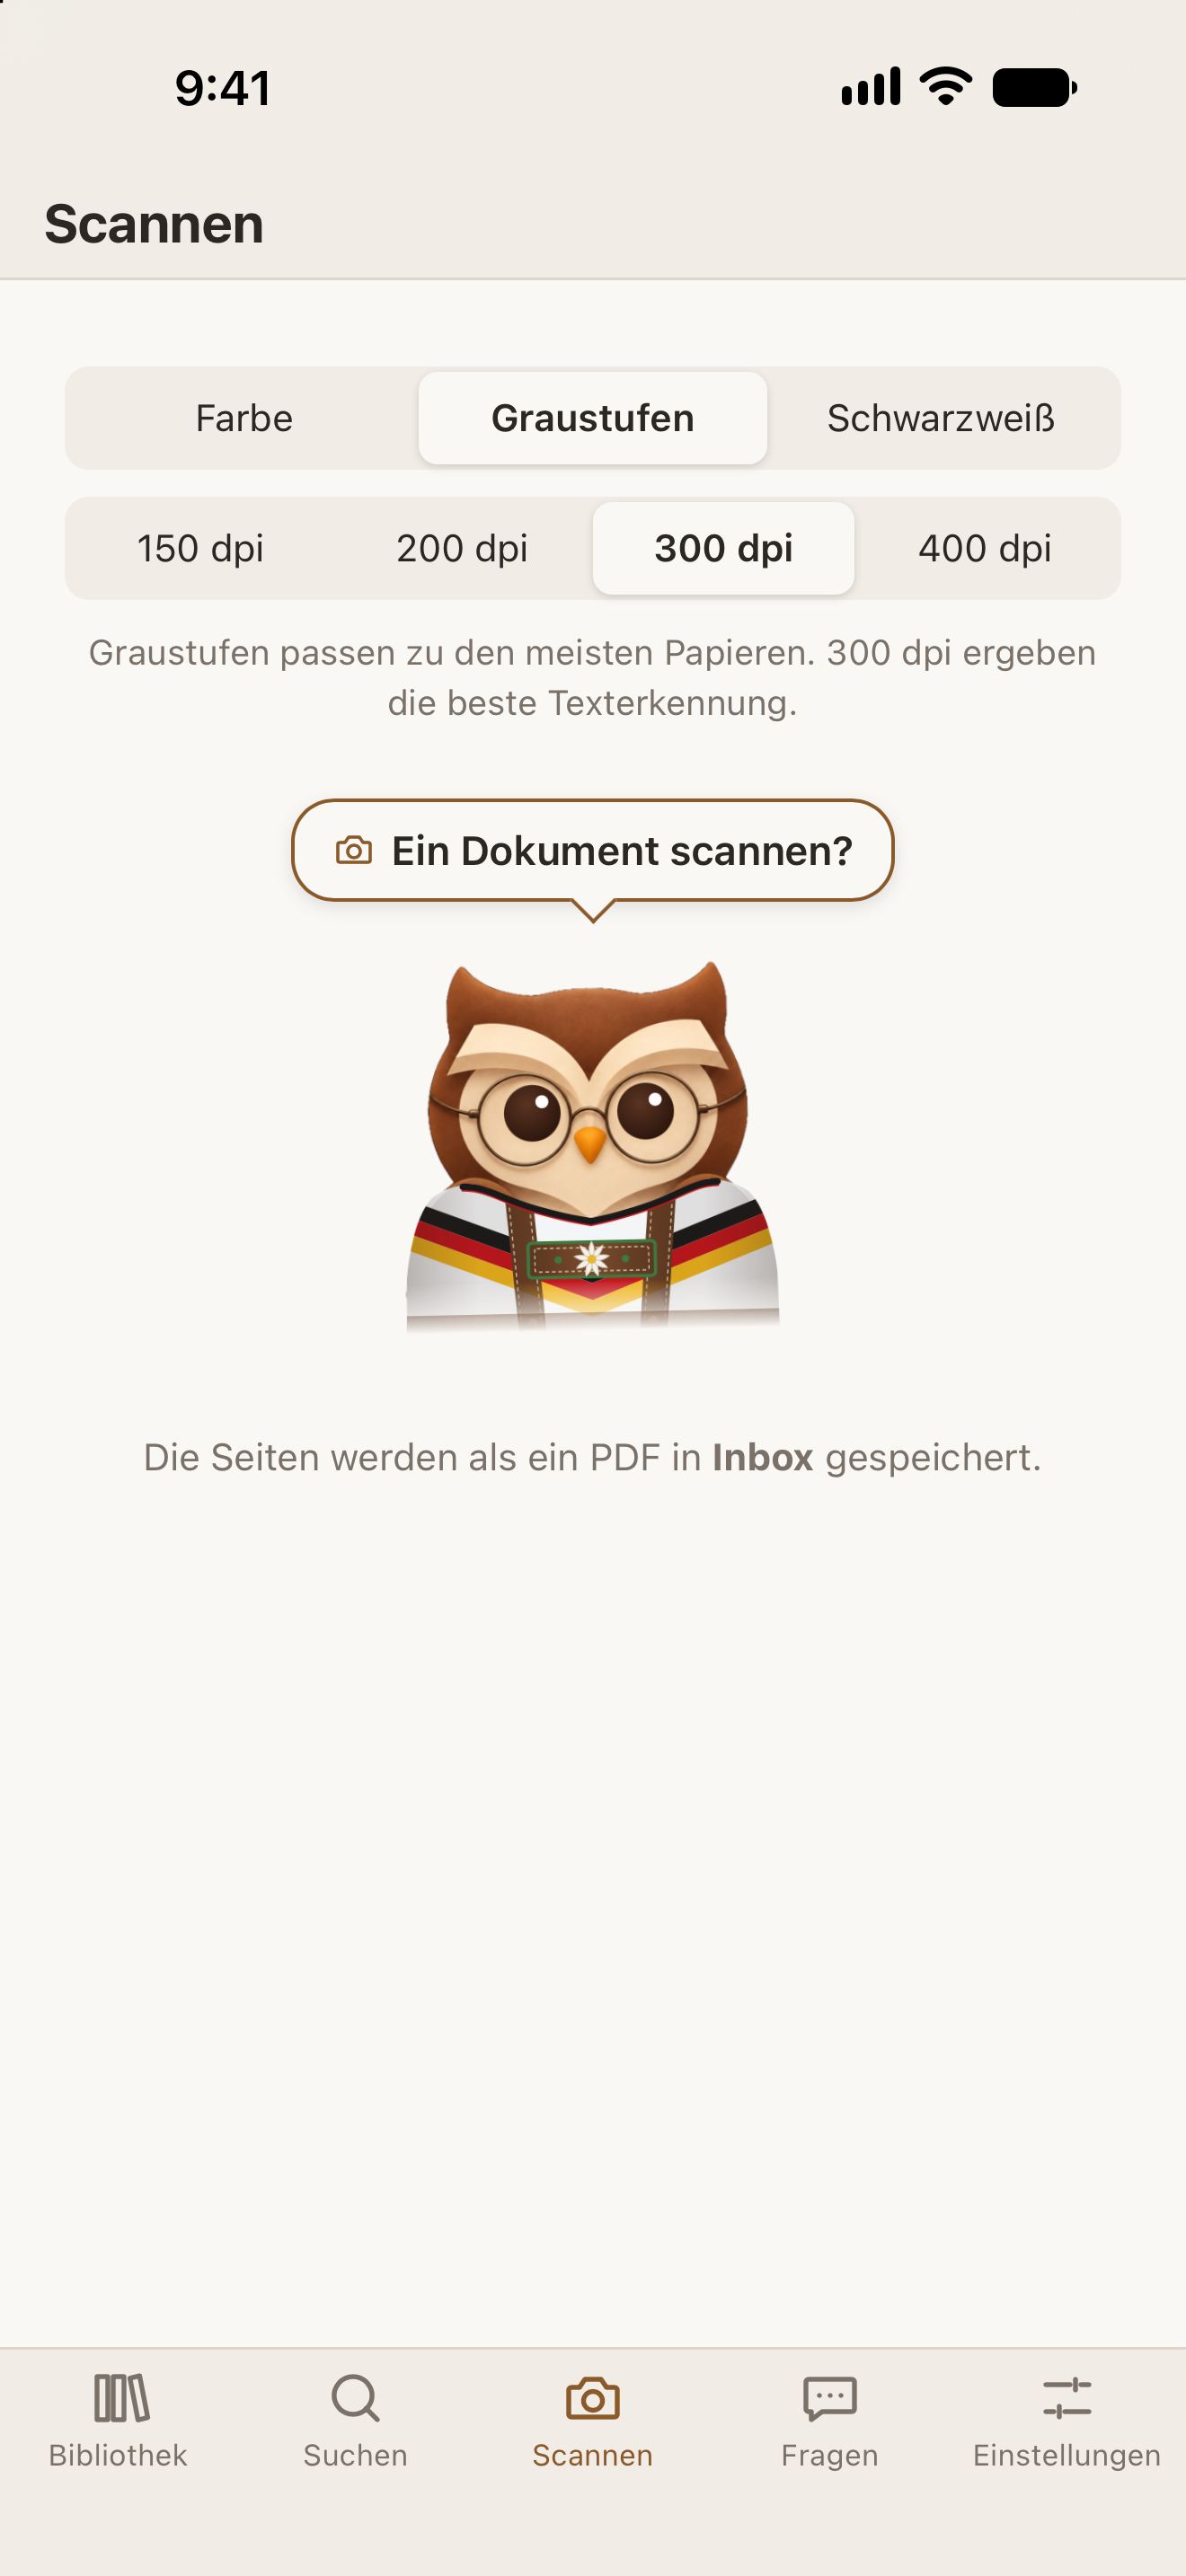 9:41
Scannen
Farbe
Graustufen
Schwarzweiß
150 dpi
200 dpi
300 dpi
400 dpi
Graustufen passen zu den meisten Papieren. 300 dpi ergeben
die beste Texterkennung.
Ein Dokument scannen?
Die Seiten werden als ein PDF in Inbox gespeichert.
Bibliothek
Suchen
Scannen
Fragen
Einstellungen